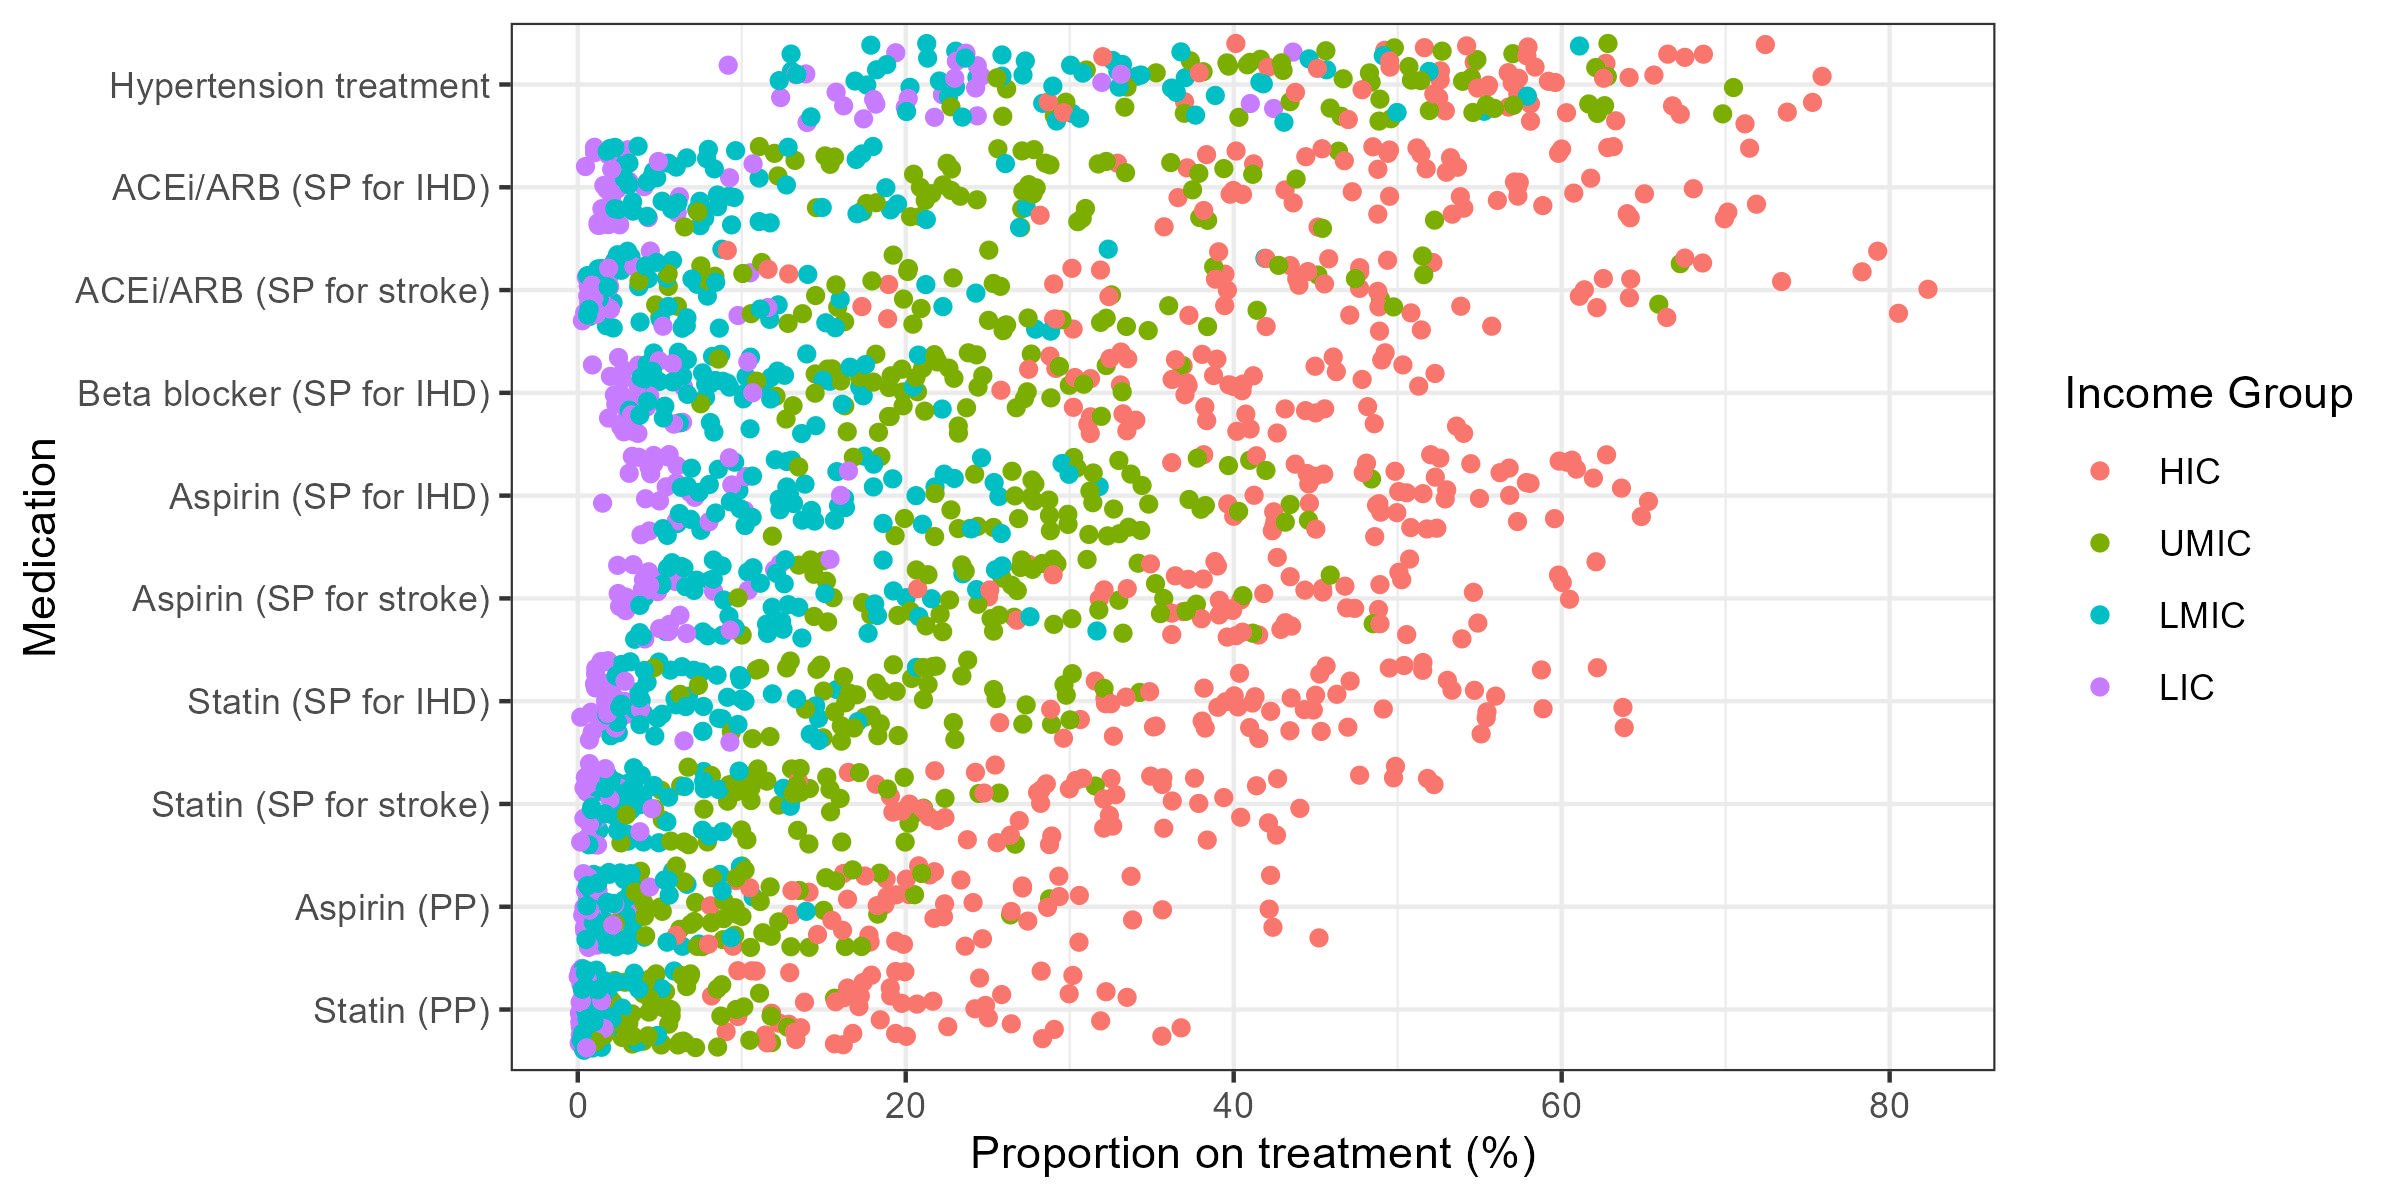 Medication
Hypertension treatment
ACEi/ARB (SP for IHD)
ACEi/ARB (SP for stroke)
Beta blocker (SP for IHD)
Aspirin (SP for IHD)
Aspirin (SP for stroke)
Statin (SP for IHD)
Statin (SP for stroke)
Aspirin (PP)
Statin (PP)
0 20 40 60 80
Proportion on treatment (%)
Income Group
HIC
UMIC
LMIC
LIC